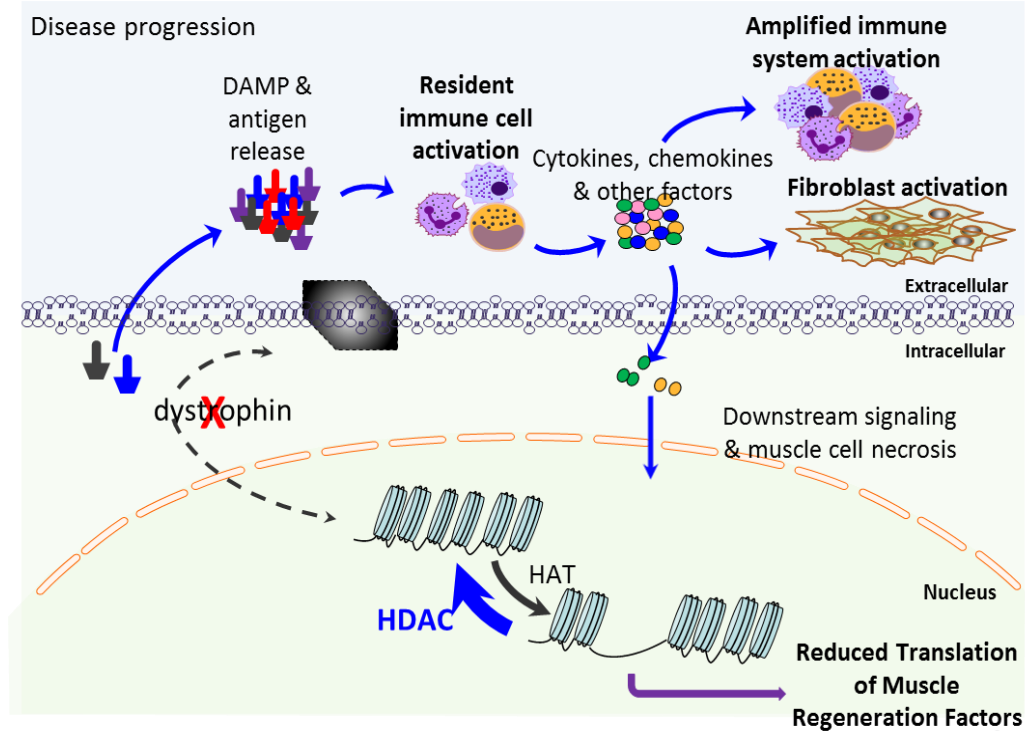 Disease progression
DAMP &
antigen
release
Resident
immune cell
activation
Cytokines, chemokines
& other factors
Amplified immune
system activation
Fibroblast activation
Extracellular
Intracellular
dystrophin
X
Downstream signaling
& muscle cell necrosis
HAT
HDAC
Nucleus
Reduced Translation
of Muscle
Regeneration Factors